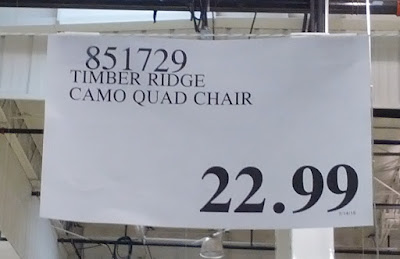 851729
TIMBER RIDGE
CAMO QUAD CHAIR
22.99